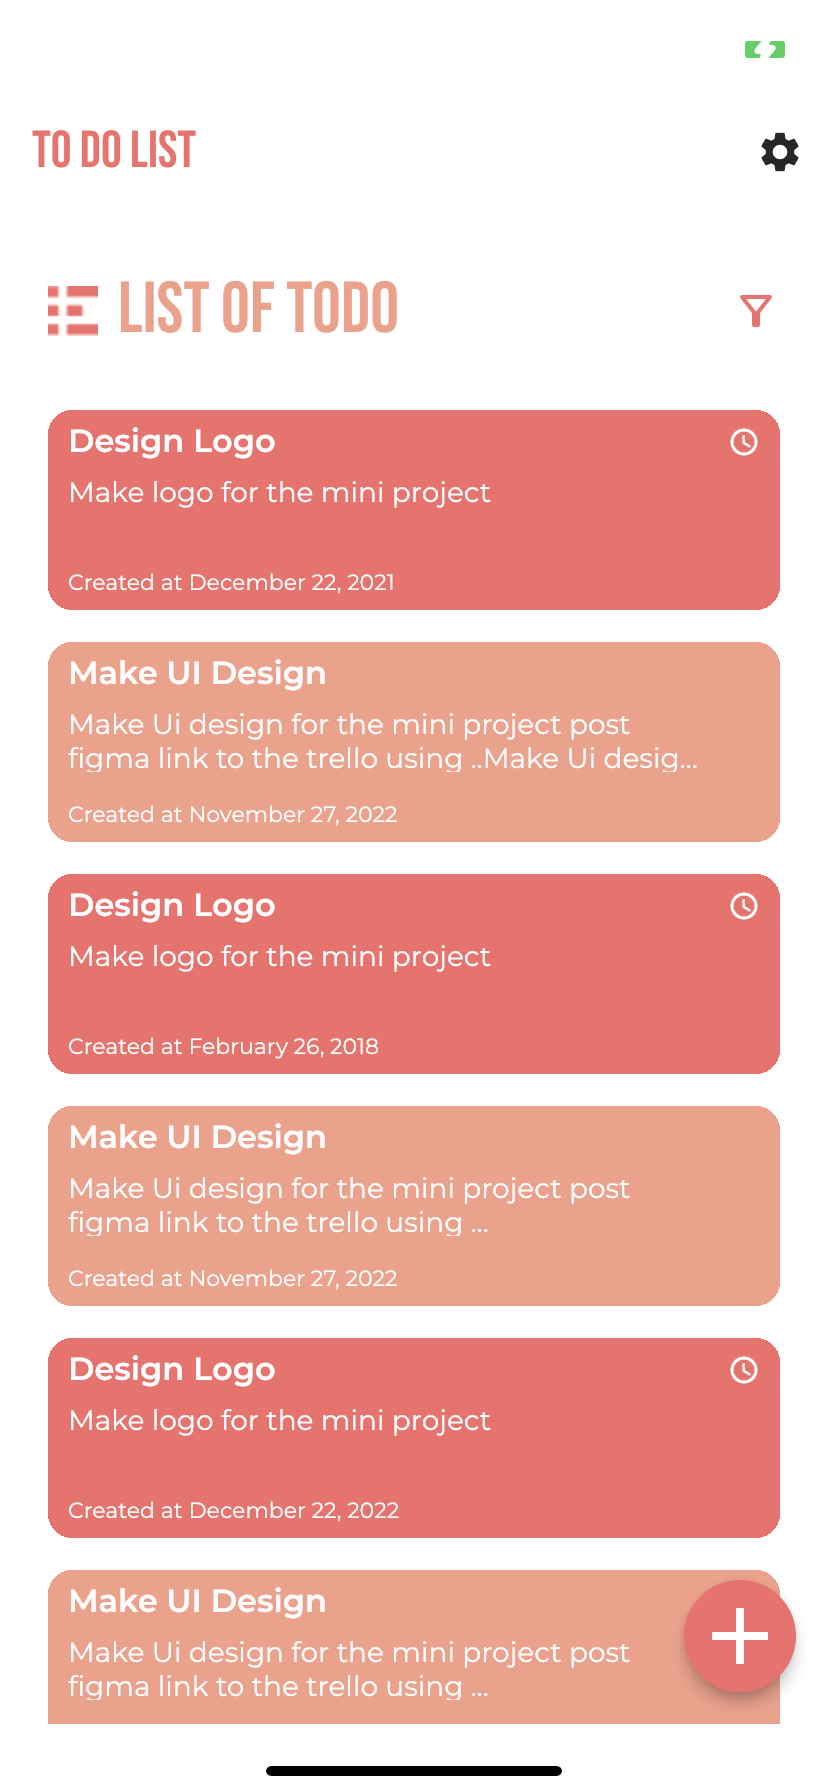 TO DO LIST
LIST OF TODO
Design Logo
Make logo for the mini project
Created at December 22, 2021
Make UI Design
Make Ui design for the mini project post
figma link to the trello using ..Make Ui desig...
Created at November 27, 2022
Design Logo
Make logo for the mini project
Created at February 26, 2018
Make UI Design
Make Ui design for the mini project post
figma link to the trello using ...
Created at November 27, 2022
Design Logo
Make logo for the mini project
Created at December 22, 2022
Make UI Design
Make Ui design for the mini project post
figma link to the trello using ...